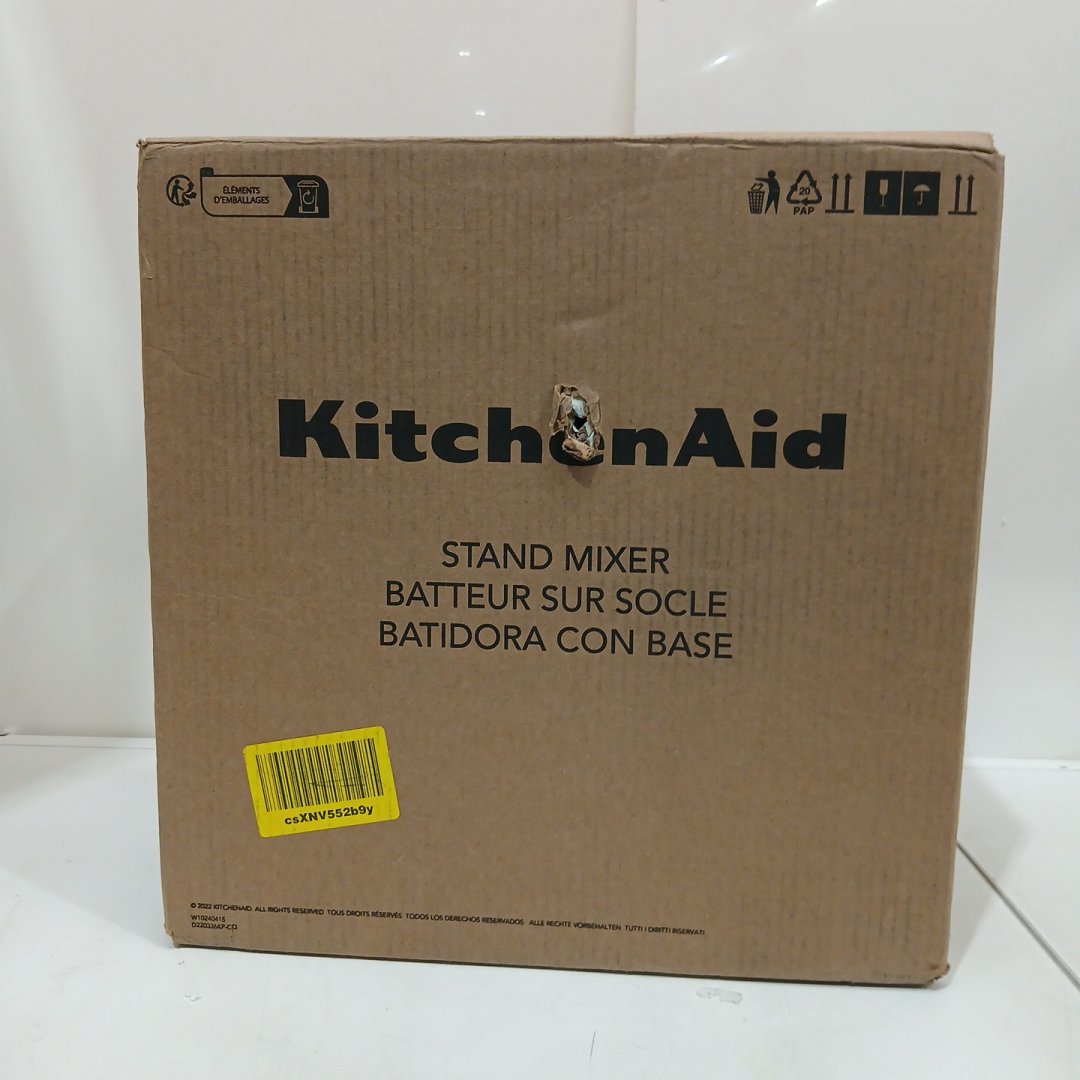 ÉLÉMENTS
D'EMBALLAGES
20
PAP
KitchenAid
STAND MIXER
BATTEUR SUR SOCLE
BATIDORA CON BASE
csXNV552b9y
© 2022 KITCHENAID. ALL RIGHTS RESERVED. TOUS DROITS RÉSERVÉS. TODOS LOS DERECHOS RESERVADOS. ALLE RECHTE VORBEHALTEN. TUTTI I DIRITTI RISERVATI
W10240415